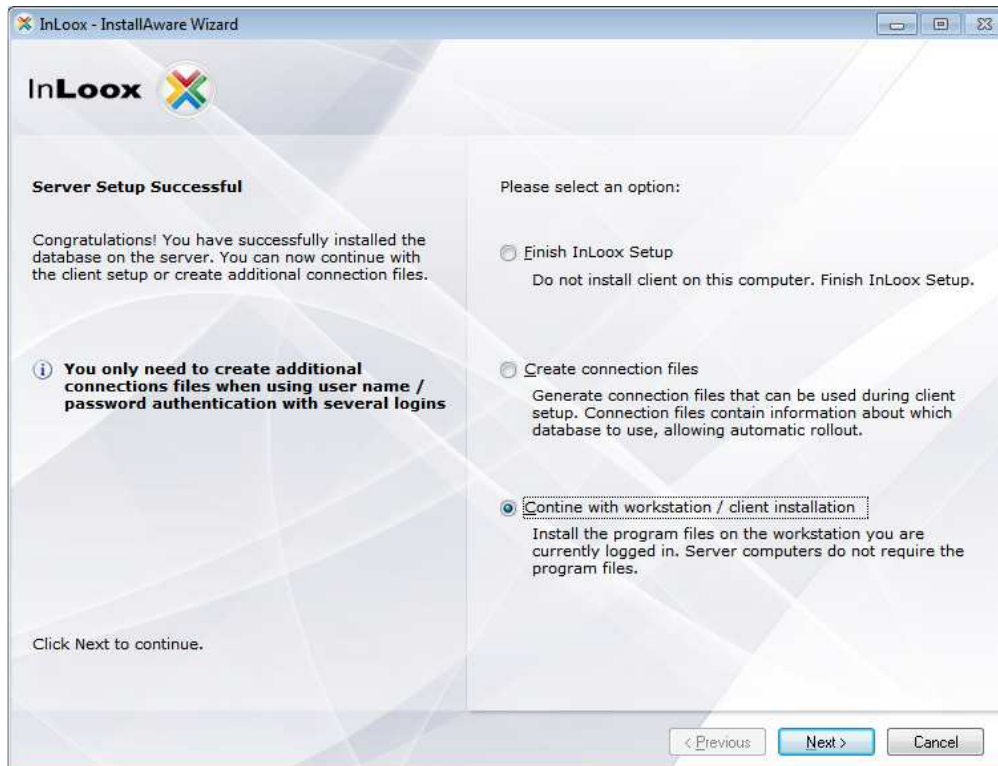 InLoox - InstallAware Wizard
InLoox
Server Setup Successful
Congratulations! You have successfully installed the
database on the server. You can now continue with
the client setup or create additional connection files.
You only need to create additional
connections files when using user name /
password authentication with several logins
Click Next to continue.
Please select an option:
Finish InLoox Setup
Do not install client on this computer. Finish InLoox Setup.
Create connection files
Generate connection files that can be used during client
setup. Connection files contain information about which
database to use, allowing automatic rollout.
Contine with workstation / client installation
Install the program files on the workstation you are
currently logged in. Server computers do not require the
program files.
< Previous
Next >
Cancel